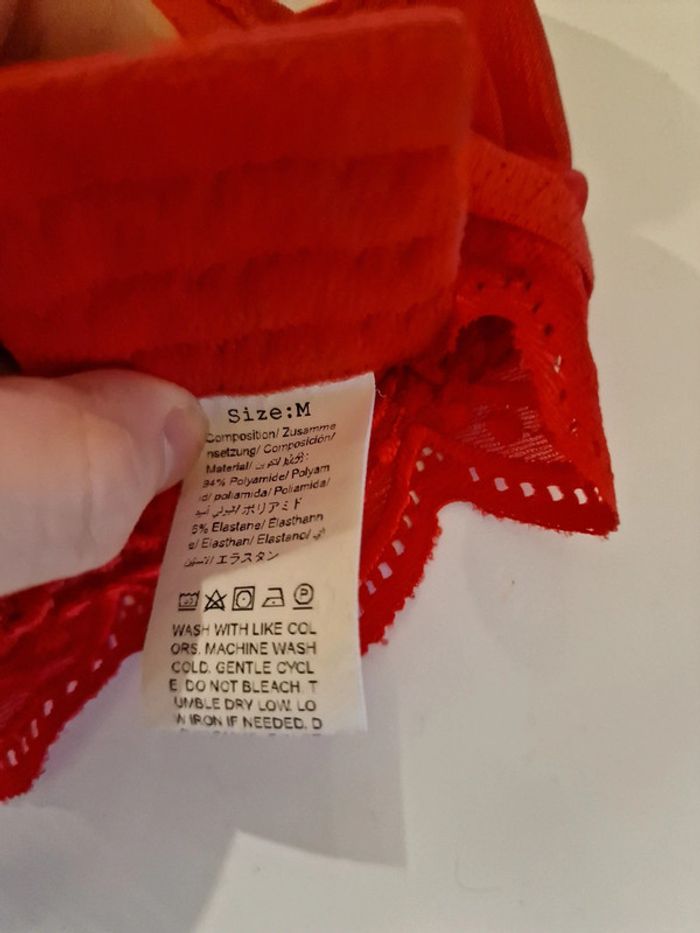 Size:M
Composition/ Zusamme
nsetzung/ Composición/
Material/
94% Polyamide/ Polyam
id/ poliamida/ Poliamida/
ポリアミド
6% Elastane/ Elasthann
e/ Elasthan/ Elastano/
エラスタン
WASH WITH LIKE COL
ORS. MACHINE WASH
COLD. GENTLE CYCL
E. DO NOT BLEACH. T
UMBLE DRY LOW. LO
W IRON IF NEEDED. D